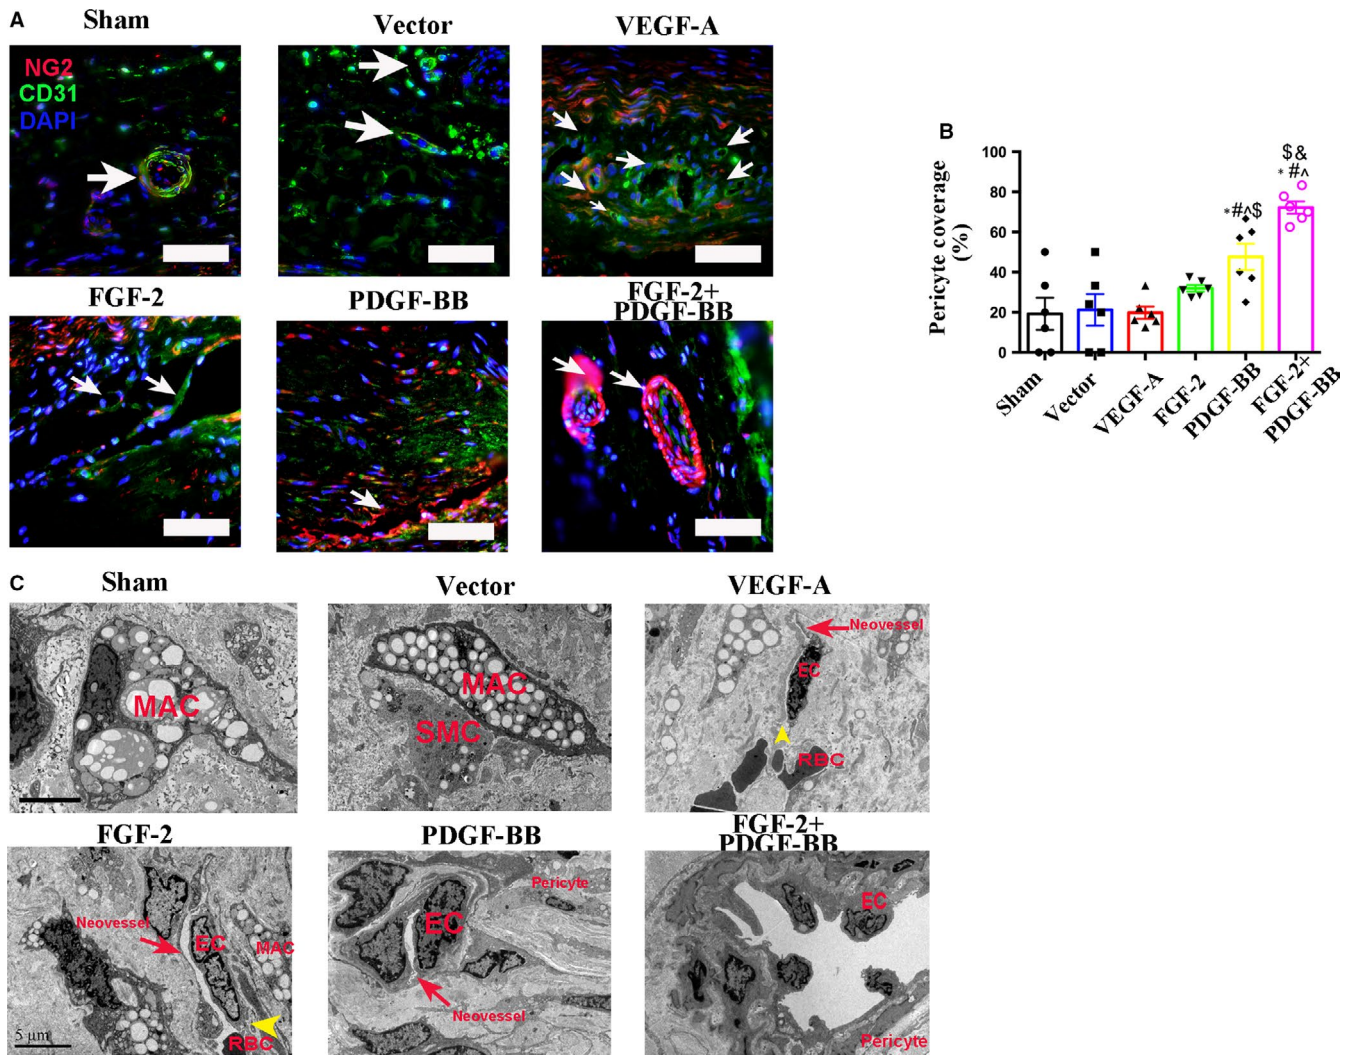 A
Sham
Vector
VEGF-A
NG2
CD31
DAPI
FGF-2
PDGF-BB
FGF-2+
PDGF-BB
B
Pericyte coverage
(%)
100
80
60
40
20
0
*#^$
$&
*#^
Sham
Vector
VEGF-A
FGF-2
PDGF-BB
FGF-2+
PDGF-BB
C
Sham
Vector
VEGF-A
MAC
MAC
SMC
Neovessel
EC
RBC
FGF-2
PDGF-BB
FGF-2+
PDGF-BB
Neovessel
EC
MAC
RBC
5 μm
Pericyte
EC
Neovessel
EC
Pericyte